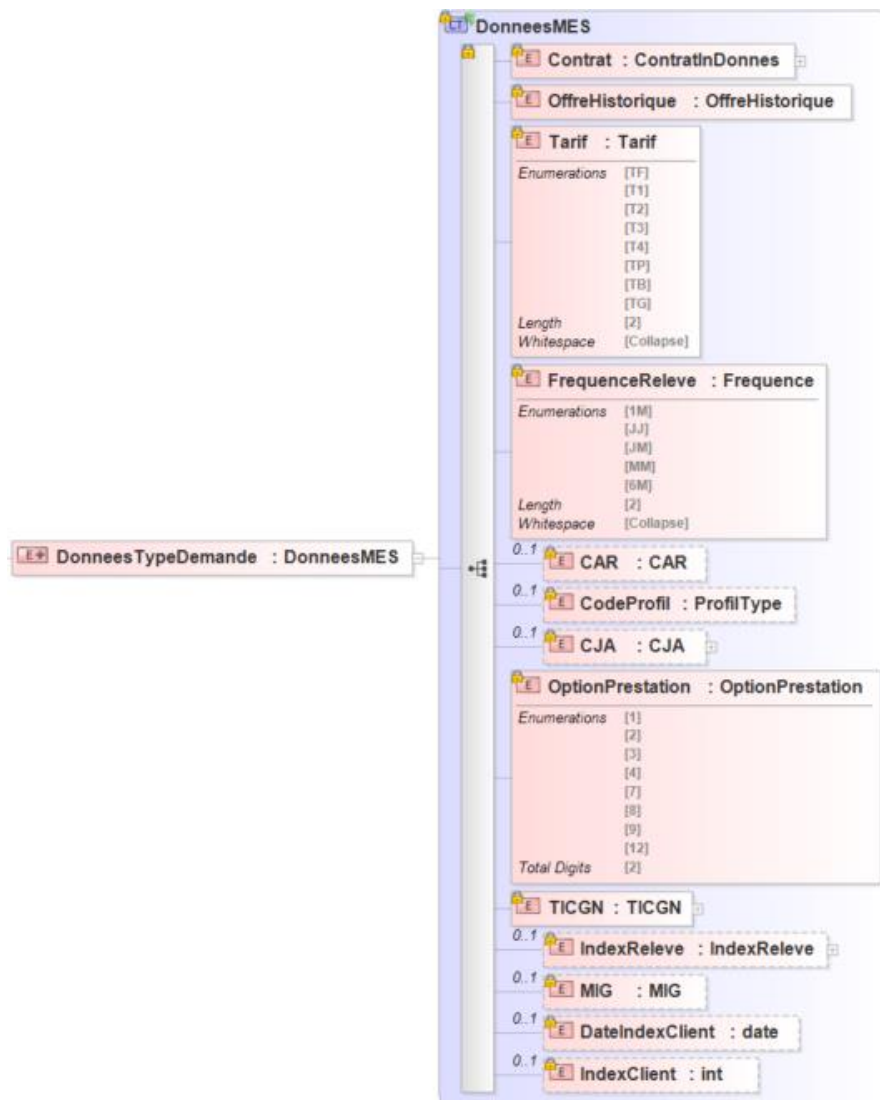 CT DonneesMES
E Contrat : ContratInDonnes
E OffreHistorique : OffreHistorique
E Tarif : Tarif
Enumerations [TF]
[T1]
[T2]
[T3]
[T4]
[TP]
[TB]
[TG]
Length [2]
Whitespace [Collapse]
E FrequenceReleve : Frequence
Enumerations [1M]
[JJ]
[JM]
[MM]
[6M]
Length [2]
Whitespace [Collapse]
E DonneesTypeDemande : DonneesMES
0..1 E CAR : CAR
0..1 E CodeProfil : ProfilType
0..1 E CJA : CJA
E OptionPrestation : OptionPrestation
Enumerations [1]
[2]
[3]
[4]
[7]
[8]
[9]
[12]
Total Digits [2]
E TICGN : TICGN
0..1 E IndexReleve : IndexReleve
0..1 E MIG : MIG
0..1 E DateIndexClient : date
0..1 E IndexClient : int